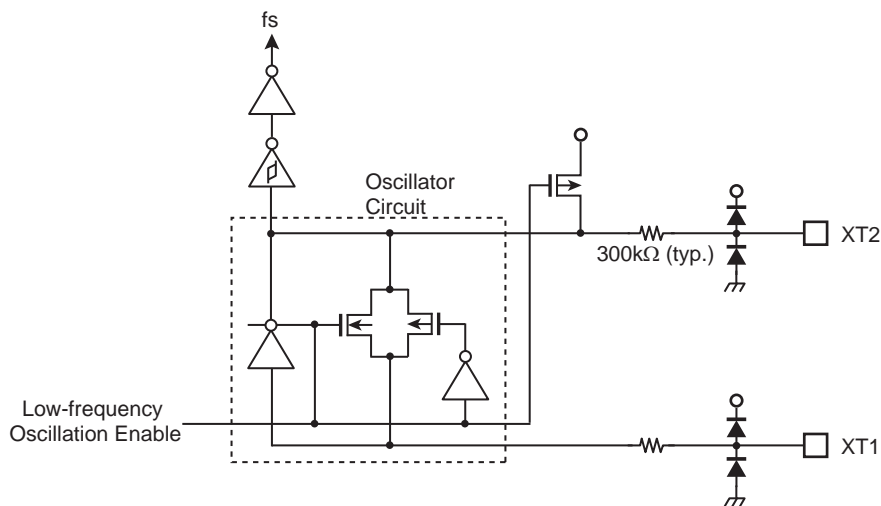 fs
Oscillator
Circuit
300kΩ (typ.)
XT2
Low-frequency
Oscillation Enable
XT1